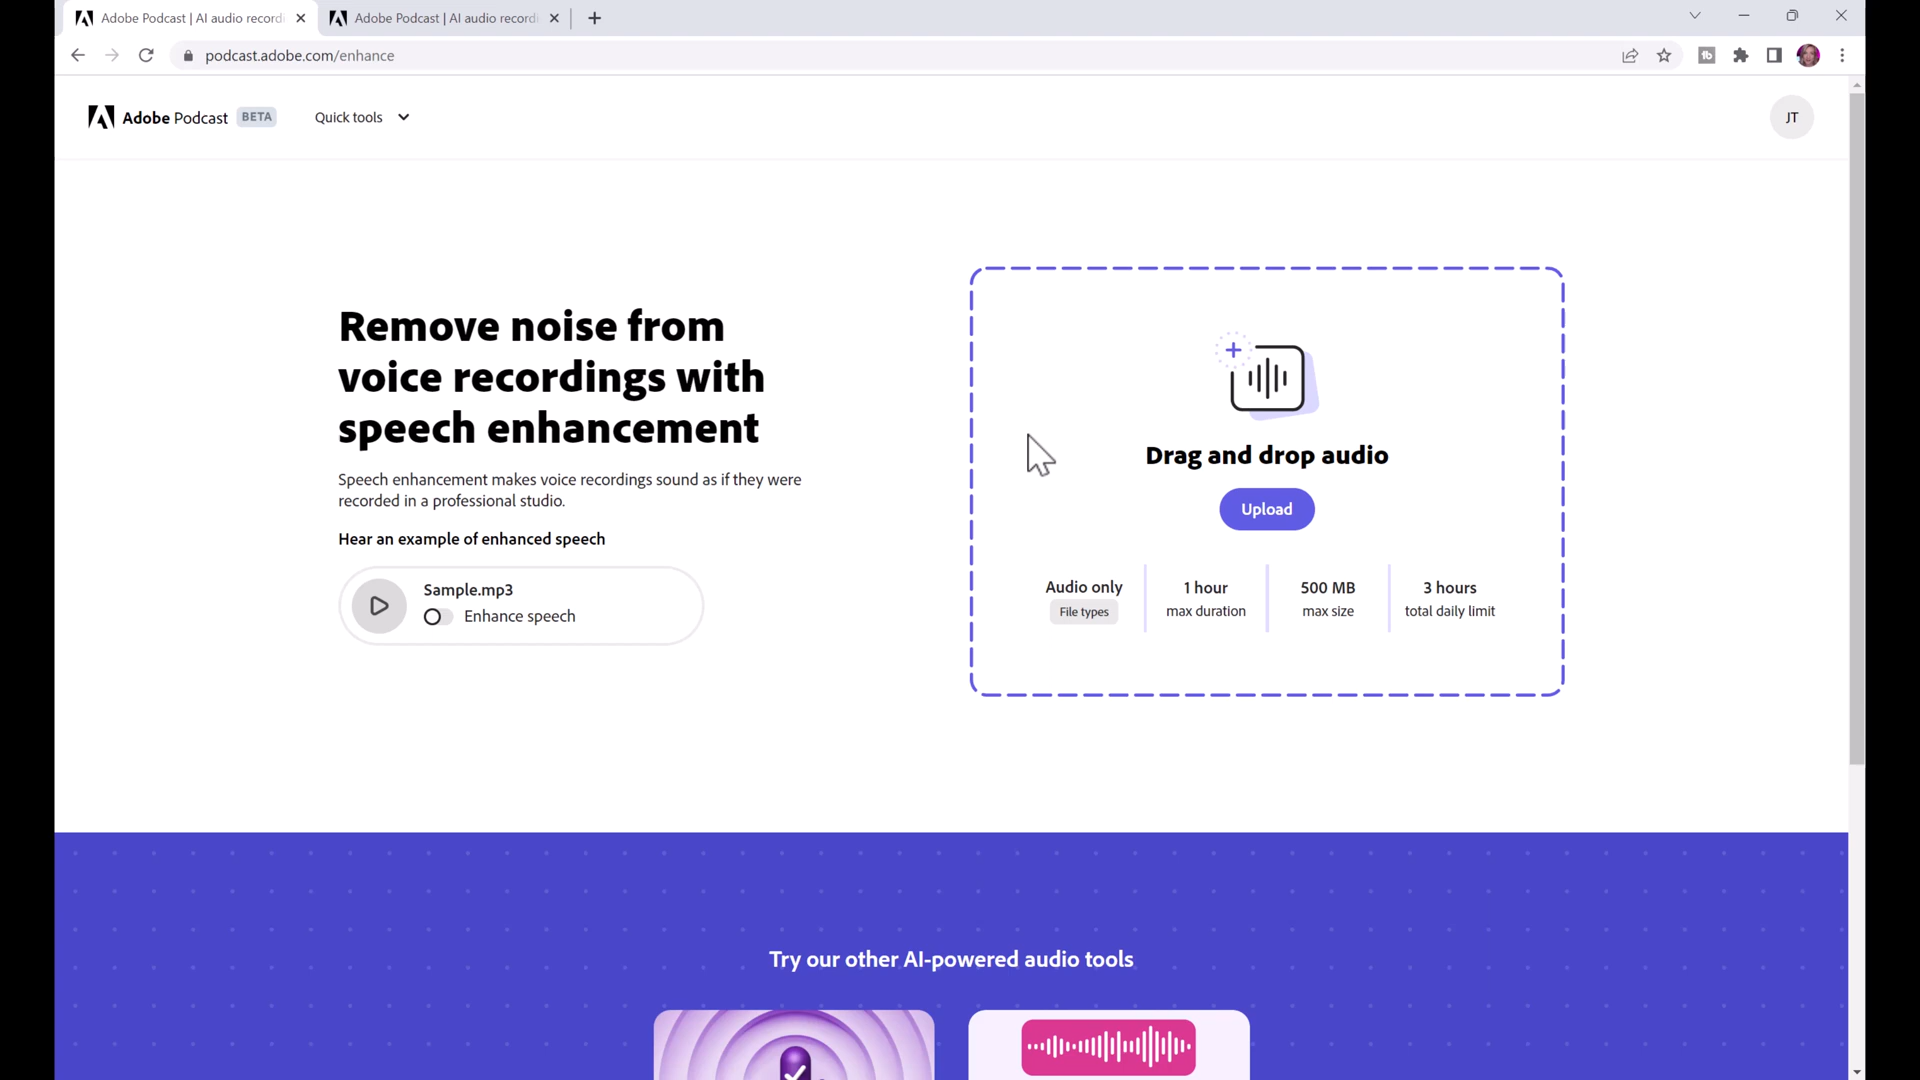 Adobe Podcast | AI audio recordi
Adobe Podcast | AI audio record
podcast.adobe.com/enhance
Adobe Podcast BETA
Quick tools
JT
Remove noise from
voice recordings with
speech enhancement
Speech enhancement makes voice recordings sound as if they were
recorded in a professional studio.
Hear an example of enhanced speech
Sample.mp3
Enhance speech
Drag and drop audio
Upload
Audio only
File types
1 hour
max duration
500 MB
max size
3 hours
total daily limit
Try our other AI-powered audio tools